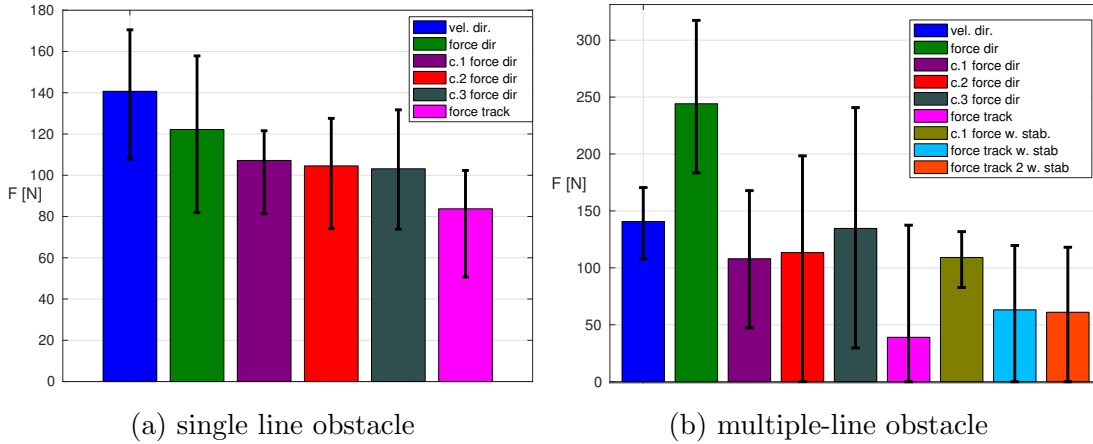 180
160
140
120
100
80
60
40
20
0
F [N]
vel. dir.
force dir
c.1 force dir
c.2 force dir
c.3 force dir
force track
(a) single line obstacle
300
250
200
150
100
50
0
F [N]
vel. dir.
force dir
c.1 force dir
c.2 force dir
c.3 force dir
force track
c.1 force w. stab.
force track w. stab
force track 2 w. stab
(b) multiple-line obstacle